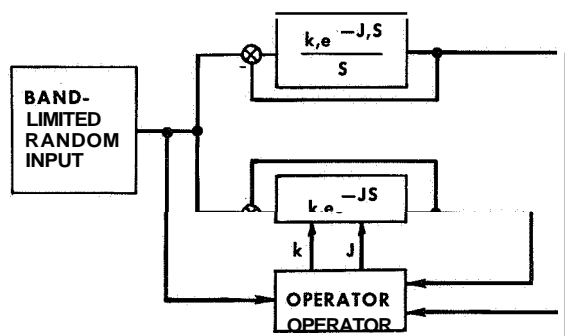 k,e –J,S
S
-
BAND-
LIMITED
RANDOM
INPUT
k,e –JS
k
J
OPERATOR
OPERATOR